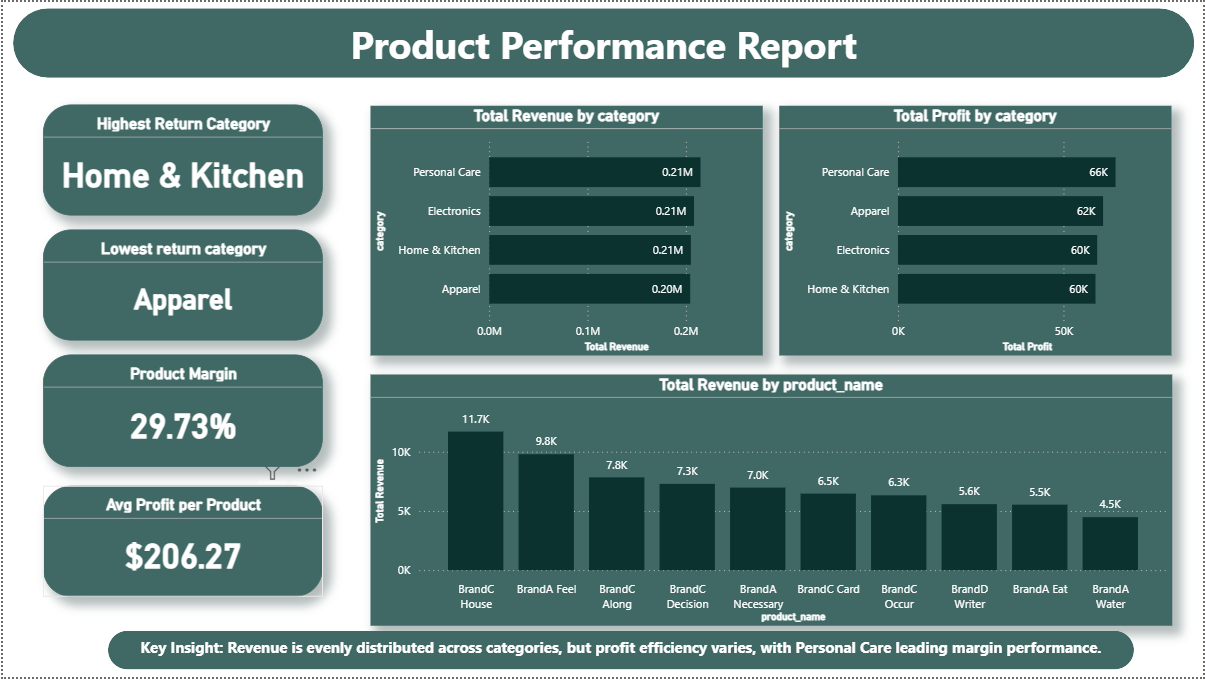 Product Performance Report
Highest Return Category
Home & Kitchen
Lowest return category
Apparel
Product Margin
29.73%
Avg Profit per Product
$206.27
Total Revenue by category
category
Personal Care 0.21M
Electronics 0.21M
Home & Kitchen 0.21M
Apparel 0.20M
0.0M 0.1M 0.2M
Total Revenue
Total Profit by category
category
Personal Care 66K
Apparel 62K
Electronics 60K
Home & Kitchen 60K
0K 50K
Total Profit
Total Revenue by product_name
Total Revenue
10K
5K
0K
11.7K 9.8K 7.8K 7.3K 7.0K 6.5K 6.3K 5.6K 5.5K 4.5K
BrandC BrandA Feel BrandC BrandC BrandA BrandC Card BrandC BrandD BrandA Eat BrandA
House Along Decision Necessary Occur Writer Water
product_name
Key Insight: Revenue is evenly distributed across categories, but profit efficiency varies, with Personal Care leading margin performance.